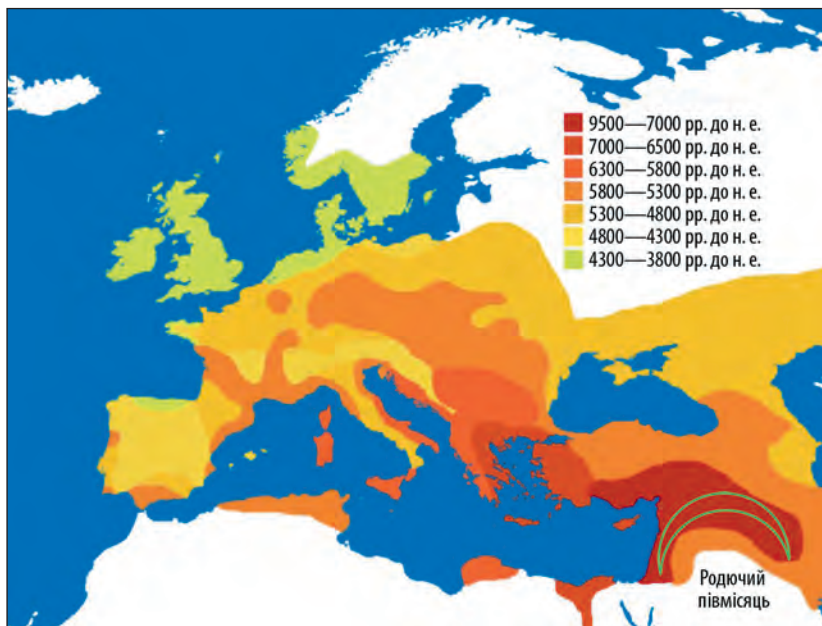 9500—7000 рр. до н. е.
7000—6500 рр. до н. е.
6300—5800 рр. до н. е.
5800—5300 рр. до н. е.
5300—4800 рр. до н. е.
4800—4300 рр. до н. е.
4300—3800 рр. до н. е.
Родючий
півмісяць